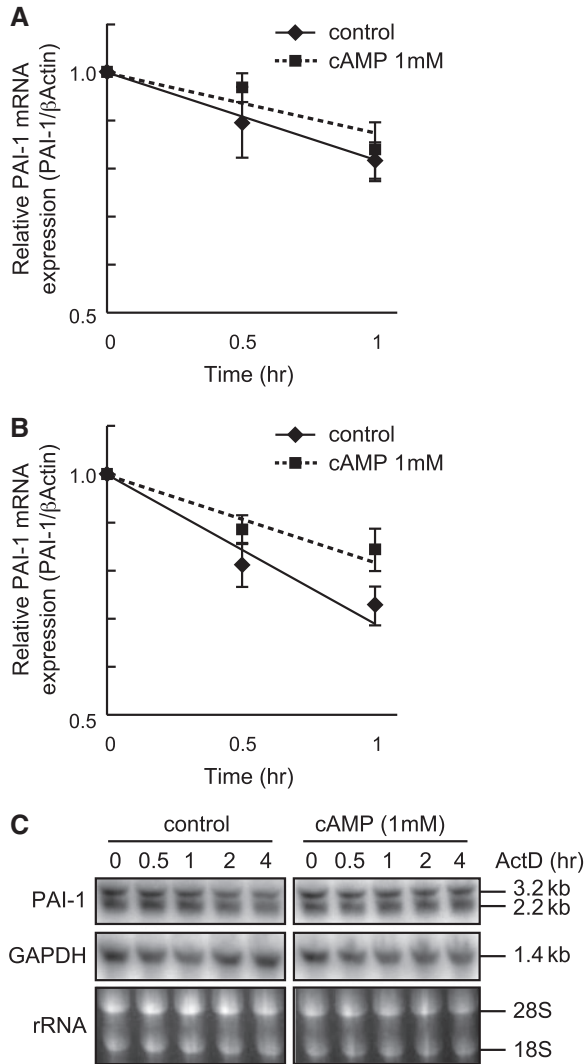 A
control
cAMP 1mM
Relative PAI-1 mRNA
expression (PAI-1/βActin)
1.0
0.5
0
0.5
1
Time (hr)
B
control
cAMP 1mM
Relative PAI-1 mRNA
expression (PAI-1/βActin)
1.0
0.5
0
0.5
1
Time (hr)
C
control
cAMP (1mM)
0 0.5 1 2 4
0 0.5 1 2 4
ActD (hr)
PAI-1
3.2 kb
2.2 kb
GAPDH
1.4 kb
rRNA
28S
18S